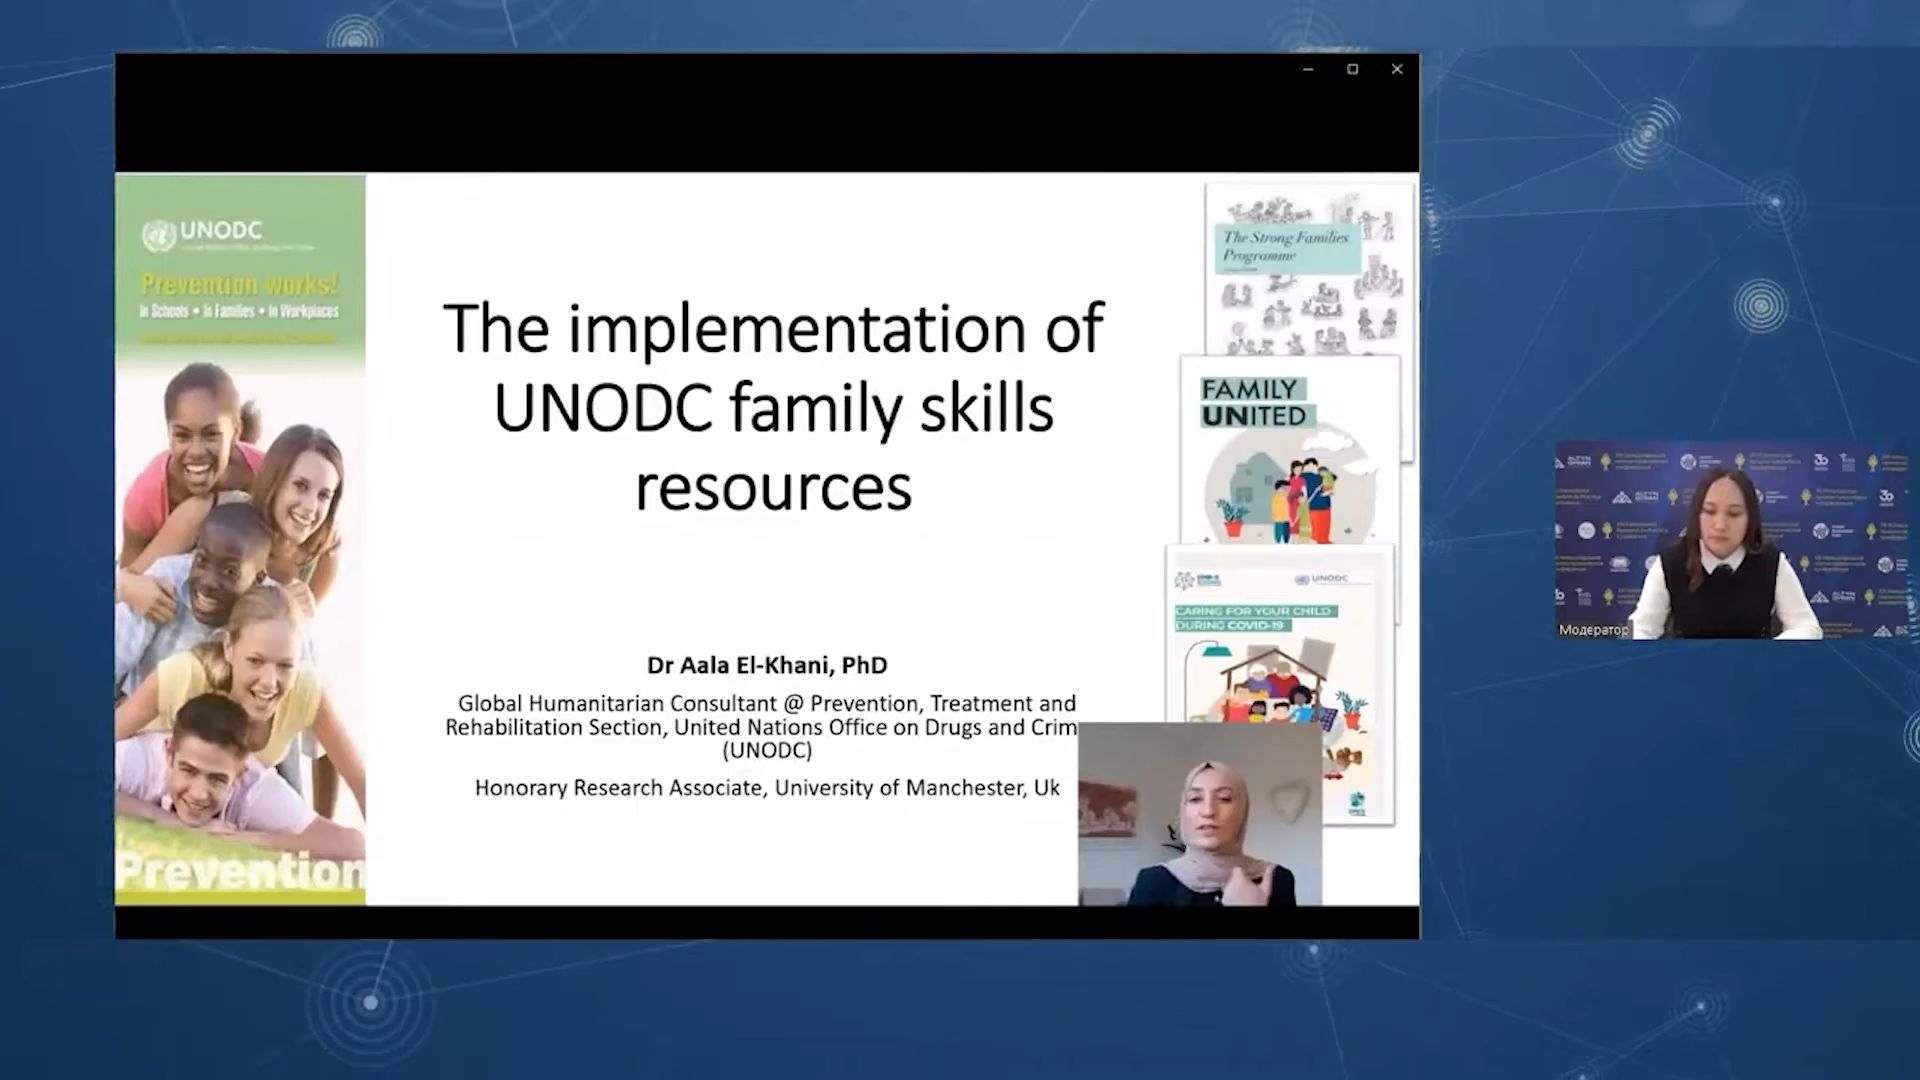 UNODC
Prevention works!
in Schools • in Families • in Workplaces
Prevention
The implementation of
UNODC family skills
resources
Dr Aala El-Khani, PhD
Global Humanitarian Consultant @ Prevention, Treatment and
Rehabilitation Section, United Nations Office on Drugs and Crim
(UNODC)
Honorary Research Associate, University of Manchester, Uk
The Strong Families
Programme
FAMILY
UNITED
UNODC
CARING FOR YOUR CHILD
DURING COVID-19
ALTYN
Модератор